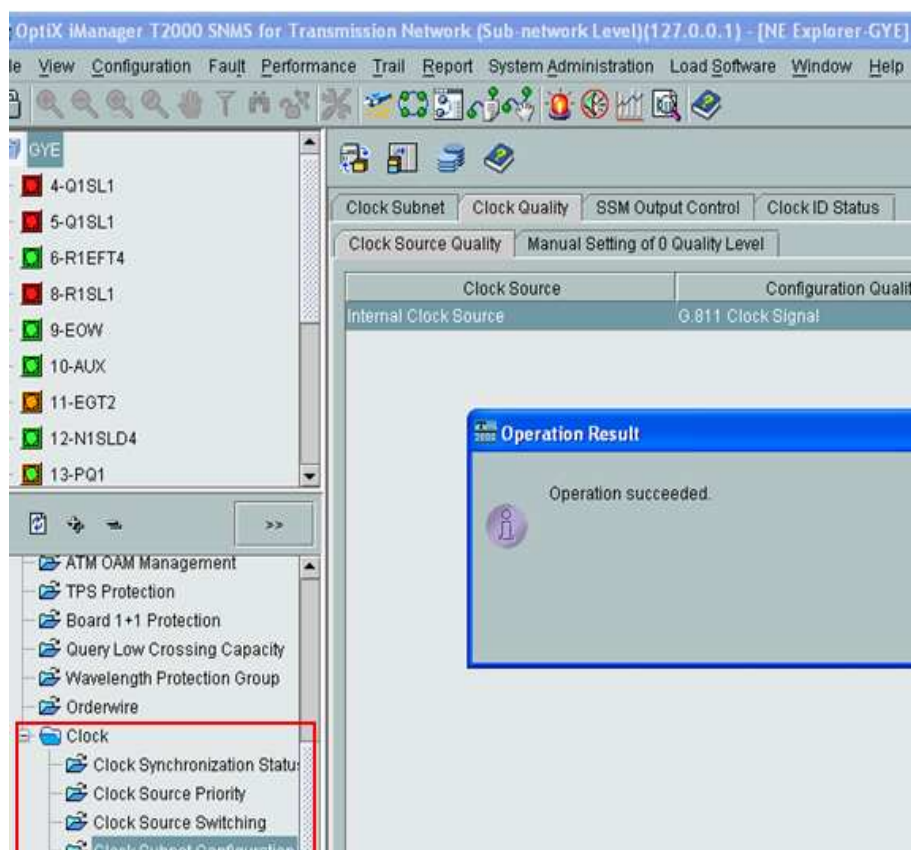 OptiX iManager T2000 SNMS for Transmission Network (Sub-network Level)(127.0.0.1) - [NE Explorer-GYE]
le View Configuration Fault Performance Trail Report System Administration Load Software Window Help
GYE
4-Q1SL1
5-Q1SL1
6-R1EFT4
8-R1SL1
9-EOW
10-AUX
11-EGT2
12-N1SLD4
13-PQ1
>>
ATM OAM Management
TPS Protection
Board 1+1 Protection
Query Low Crossing Capacity
Wavelength Protection Group
Orderwire
Clock
Clock Synchronization Statu
Clock Source Priority
Clock Source Switching
Clock Subnet Configuration
Clock Subnet Clock Quality SSM Output Control Clock ID Status
Clock Source Quality Manual Setting of 0 Quality Level
Clock Source Configuration Qualit
Internal Clock Source G.811 Clock Signal
Operation Result
Operation succeeded.